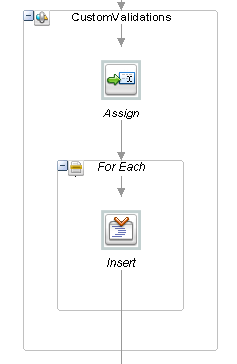 CustomValidations
Assign
For Each
Insert